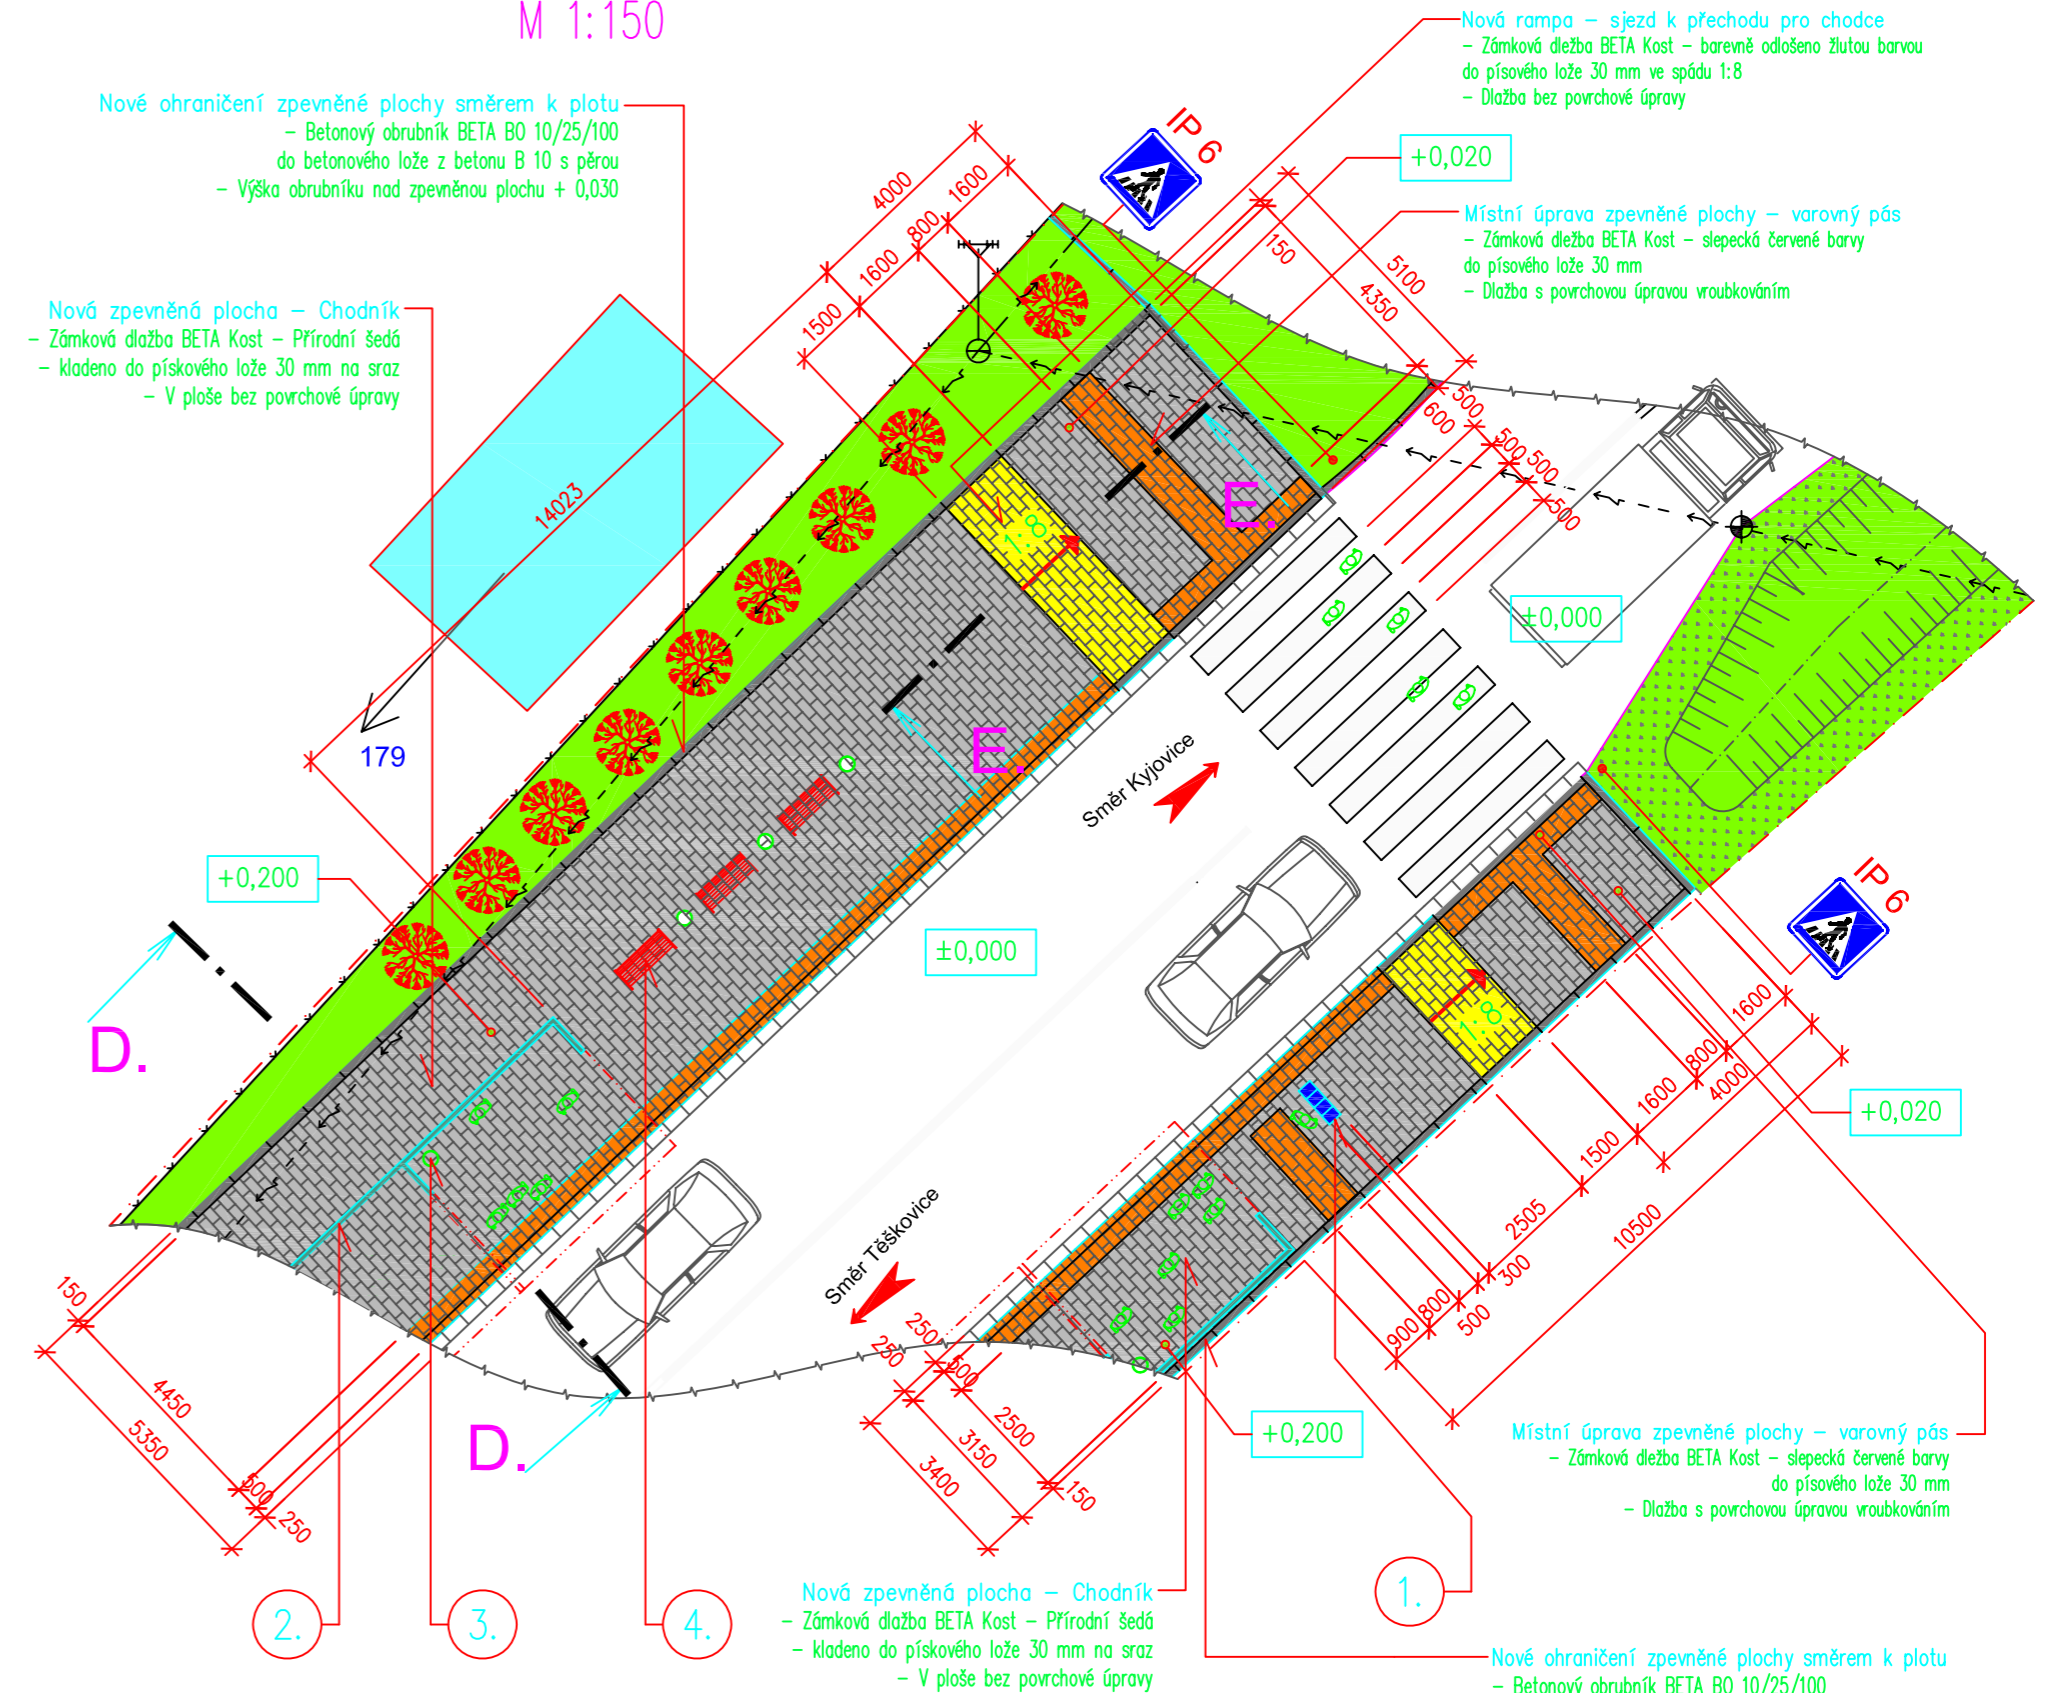 M 1:150
Nová rampa – sjezd k přechodu pro chodce
– Zámková dležba BETA Kost – barevně odlošeno žlutou barvou
do písového lože 30 mm ve spádu 1:8
– Dlažba bez povrchové úpravy
Nové ohraničení zpevněné plochy směrem k plotu
– Betonový obrubník BETA BO 10/25/100
do betonového lože z betonu B 10 s pěrou
– Výška obrubníku nad zpevněnou plochu + 0,030
IP 6
+0,020
Místní úprava zpevněné plochy – varovný pás
– Zámková dležba BETA Kost – slepecká červené barvy
do písového lože 30 mm
– Dlažba s povrchovou úpravou vroubkováním
Nová zpevněná plocha – Chodník
– Zámková dlažba BETA Kost – Přírodní šedá
– kladeno do pískového lože 30 mm na sraz
– V ploše bez povrchové úpravy
4000
1600
800
1600
1500
14023
150
5100
4350
500
600
500
500
500
1:8
E.
E.
±0,000
179
Směr Kyjovice
+0,200
±0,000
D.
IP 6
1:8
1600
800
4000
1600
1500
2505
10500
300
500
800
900
+0,020
Směr Těškovice
150
4450
5350
500
250
D.
250
250
500
2500
3150
3400
150
+0,200
Místní úprava zpevněné plochy – varovný pás
– Zámková dležba BETA Kost – slepecká červené barvy
do písového lože 30 mm
– Dlažba s povrchovou úpravou vroubkováním
1.
2.
3.
4.
Nová zpevněná plocha – Chodník
– Zámková dlažba BETA Kost – Přírodní šedá
– kladeno do pískového lože 30 mm na sraz
– V ploše bez povrchové úpravy
Nové ohraničení zpevněné plochy směrem k plotu
– Betonový obrubník BETA BO 10/25/100